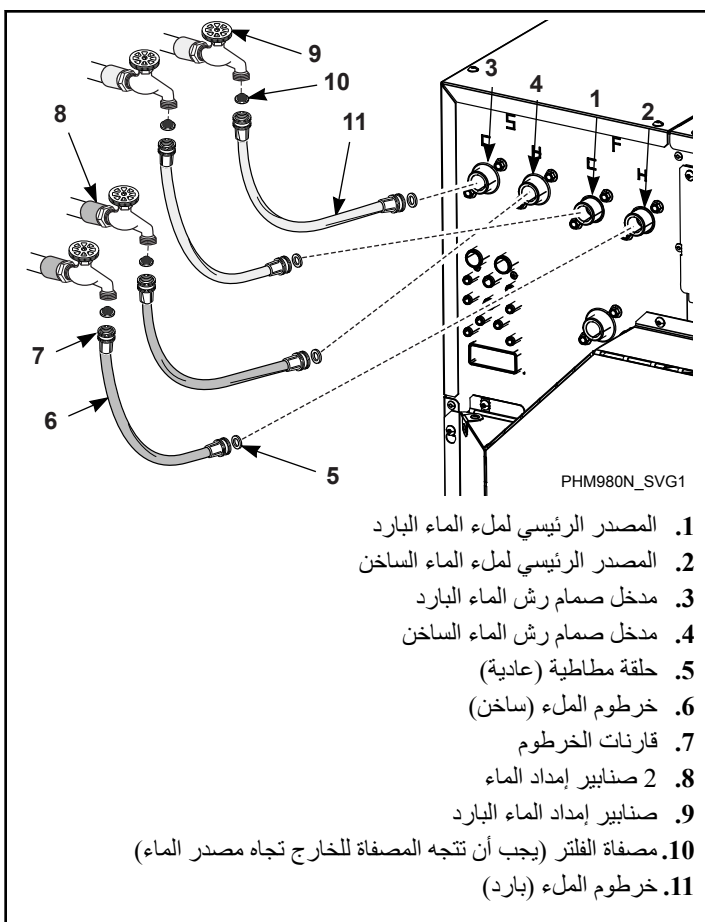 9
3
10
4
S
1
8
2
F
C
H
C
H
11
7
6
5
PHM980N_SVG1
1. المصدر الرئيسي لملء الماء البارد
2. المصدر الرئيسي لملء الماء الساخن
3. مدخل صمام رش الماء البارد
4. مدخل صمام رش الماء الساخن
5. حلقة مطاطية (عادية)
6. خرطوم الملء (ساخن)
7. قارنات الخرطوم
8. 2 صنابير إمداد الماء
9. صنابير إمداد الماء البارد
10. مصفاة الفلتر (يجب أن تتجه المصفاة للخارج تجاه مصدر الماء)
11. خرطوم الملء (بارد)